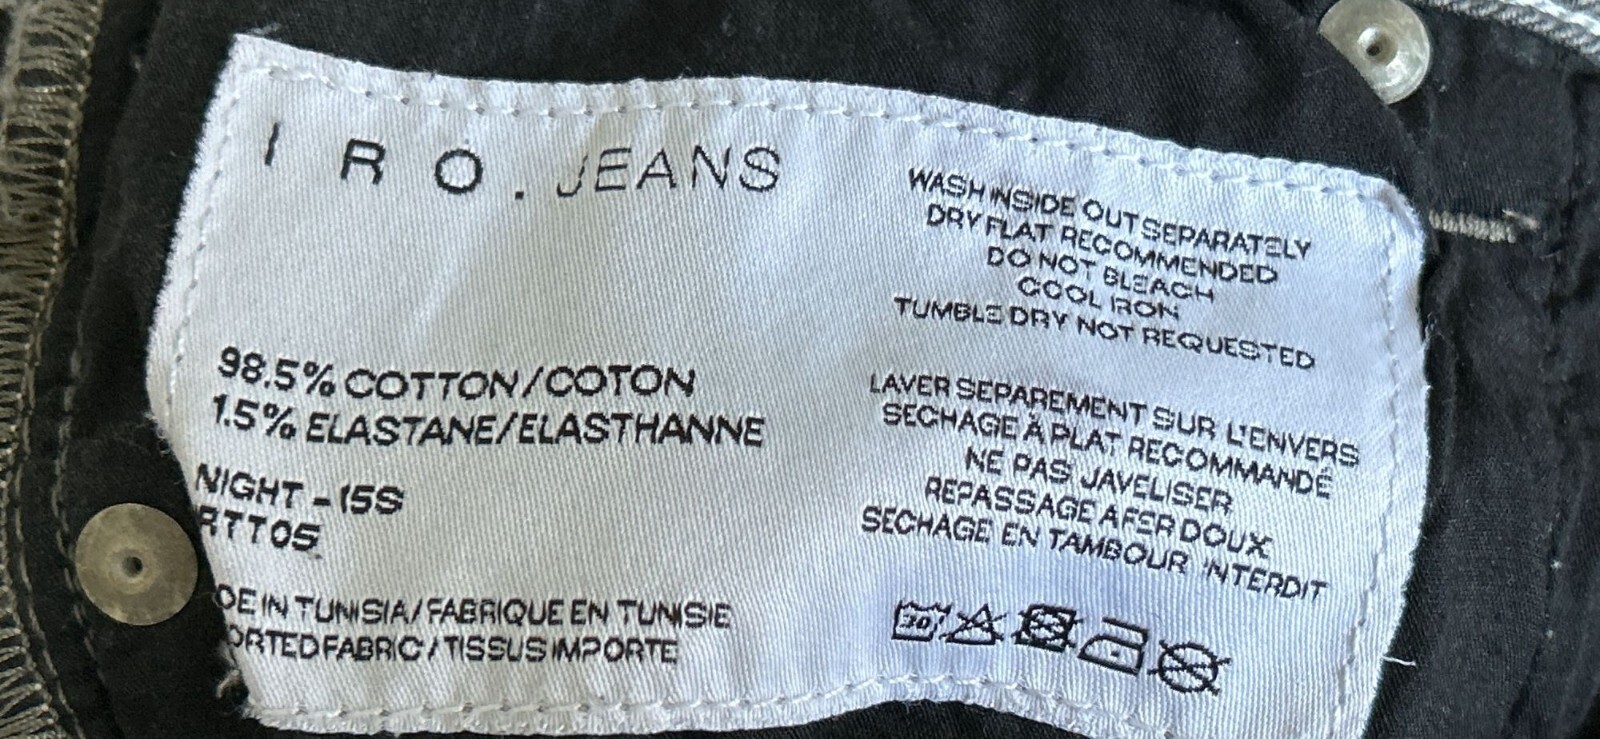 IRO.JEANS
98.5% COTTON/COTON
1.5% ELASTANE/ELASTHANNE
NIGHT - 15S
RTT05
DE IN TUNISIA/FABRIQUE EN TUNISIE
ORTED FABRIC/TISSUS IMPORTE
WASH INSIDE OUT SEPARATELY
DRY FLAT RECOMMENDED
DO NOT BLEACH
COOL IRON
TUMBLE DRY NOT REQUESTED
LAVER SEPAREMENT SUR L'ENVERS
SECHAGE À PLAT RECOMMANDÉ
NE PAS JAVELISER
REPASSAGE A FER DOUX
SECHAGE EN TAMBOUR INTERDIT
30